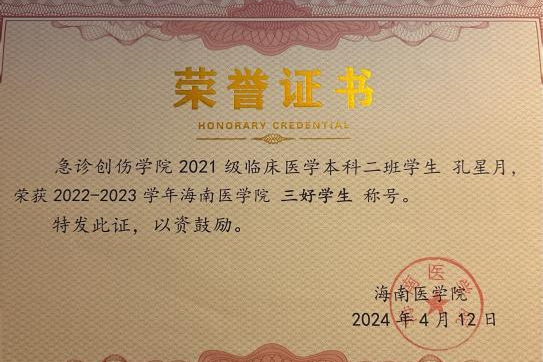 荣誉证书
HONORARY CREDENTIAL
急诊创伤学院 2021 级临床医学本科二班学生 孔星月，
荣获 2022-2023 学年海南医学院 三好学生 称号。
特发此证，以资鼓励。
海南医学院
2024 年 4 月 12 日